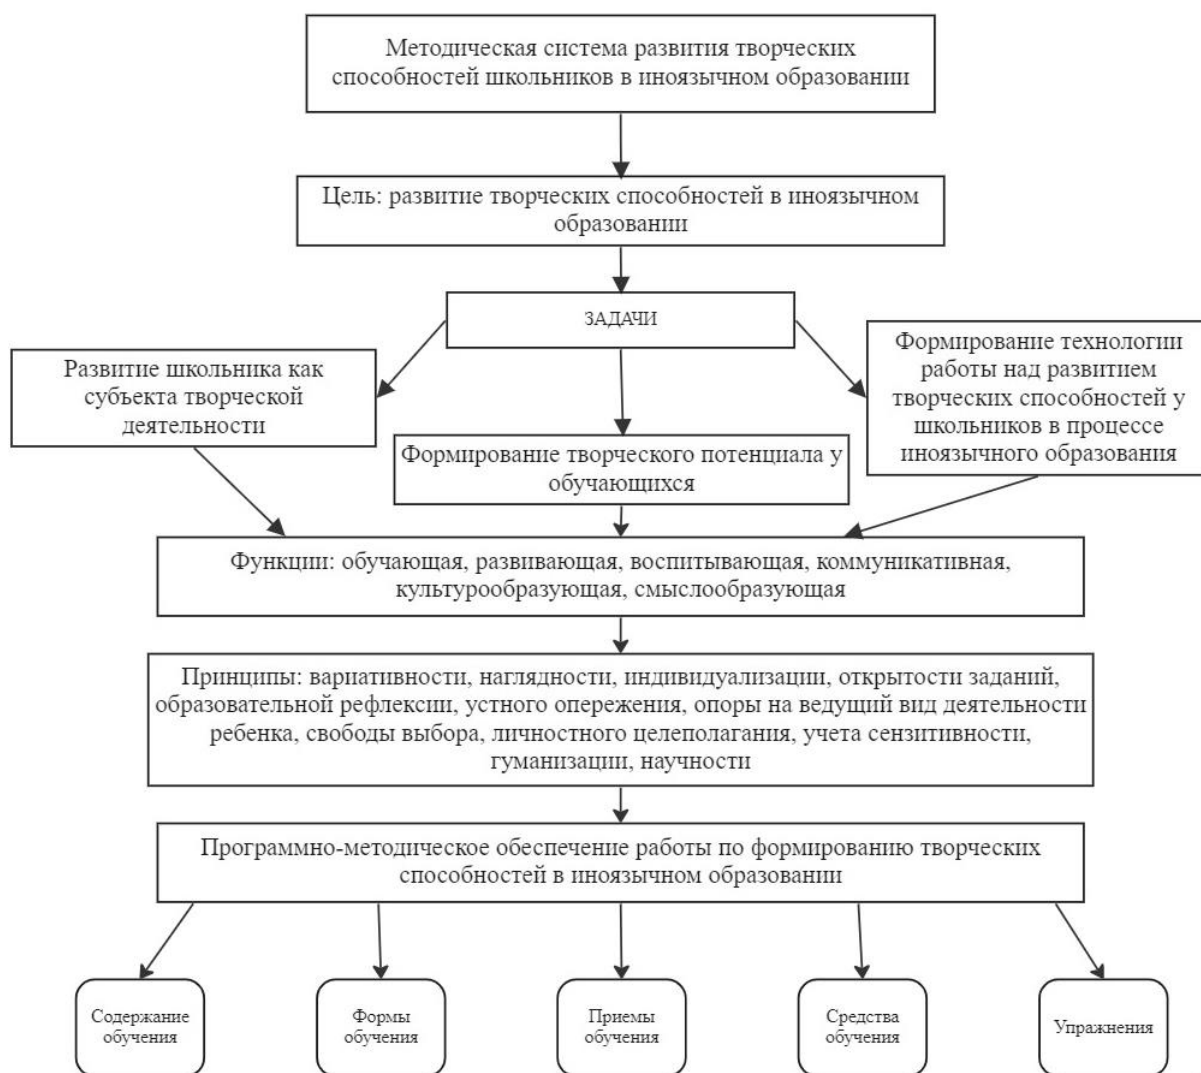 Методическая система развития творческих
способностей школьников в иноязычном образовании
Цель: развитие творческих способностей в иноязычном
образовании
ЗАДАЧИ
Развитие школьника как
субъекта творческой
деятельности
Формирование творческого потенциала у
обучающихся
Формирование технологии
работы над развитием
творческих способностей у
школьников в процессе
иноязычного образования
Функции: обучающая, развивающая, воспитывающая, коммуникативная,
культурообразующая, смыслообразующая
Принципы: вариативности, наглядности, индивидуализации, открытости заданий,
образовательной рефлексии, устного опережения, опоры на ведущий вид деятельности
ребенка, свободы выбора, личностного целеполагания, учета сензитивности,
гуманизации, научности
Программно-методическое обеспечение работы по формированию творческих
способностей в иноязычном образовании
Содержание
обучения
Формы
обучения
Приемы
обучения
Средства
обучения
Упражнения